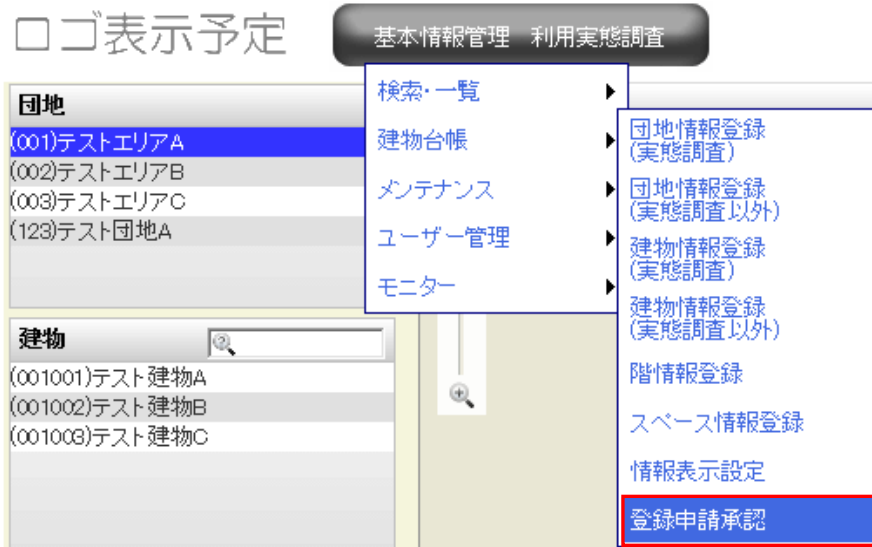 ロゴ表示予定
基本情報管理 利用実態調査
団地
(001)テストエリアA
(002)テストエリアB
(003)テストエリアC
(123)テスト団地A
建物
(001001)テスト建物A
(001002)テスト建物B
(001003)テスト建物C
検索・一覧
建物台帳
メンテナンス
ユーザー管理
モニター
団地情報登録
(実態調査)
団地情報登録
(実態調査以外)
建物情報登録
(実態調査)
建物情報登録
(実態調査以外)
階情報登録
スペース情報登録
情報表示設定
登録申請承認